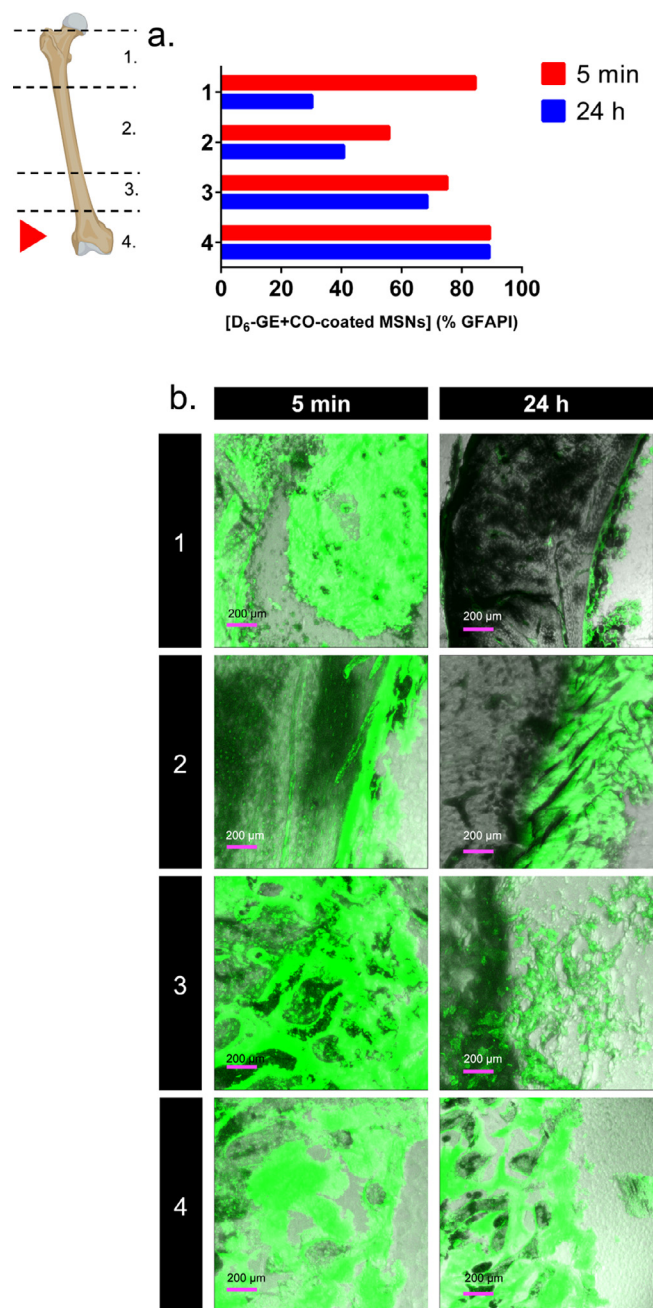 a.
1.
2.
3.
4.
5 min
24 h
1
2
3
4
0 20 40 60 80 100
[D₆-GE+CO-coated MSNs] (% GFAPI)
b.
5 min 24 h
1
200 µm 200 µm
2
200 µm 200 µm
3
200 µm 200 µm
4
200 µm 200 µm